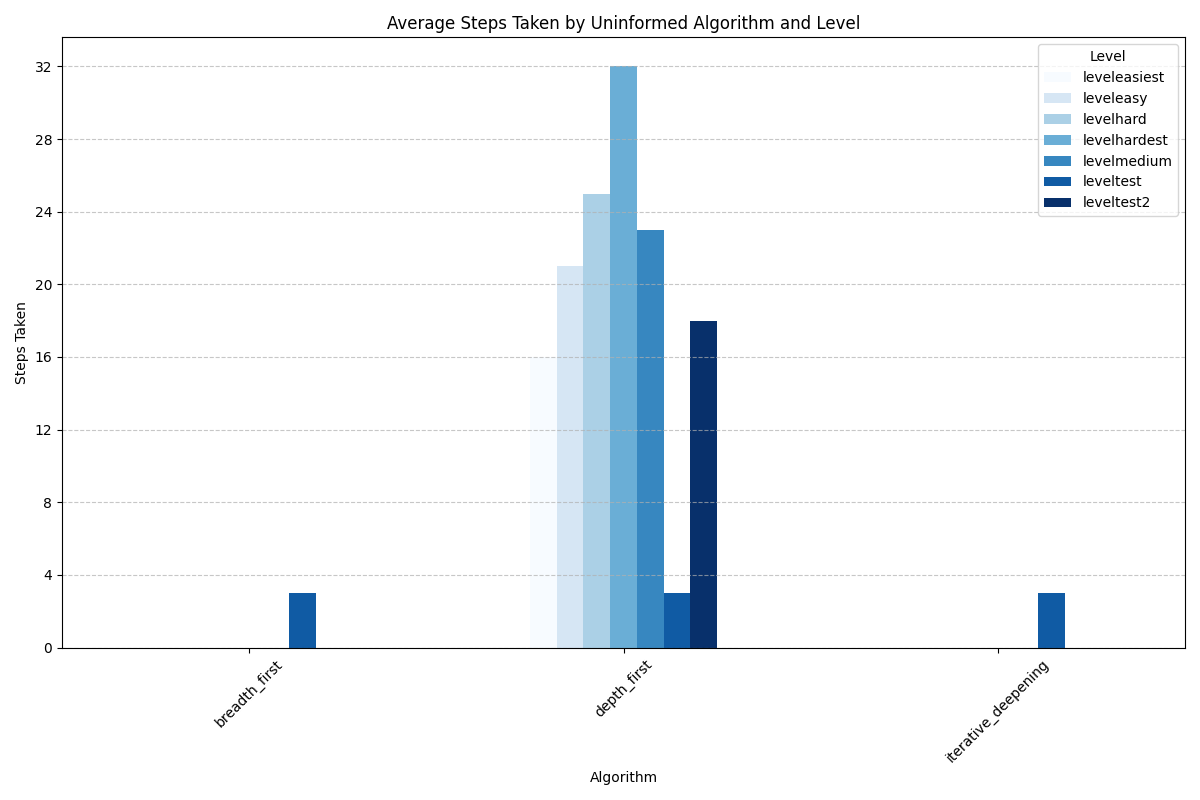 Average Steps Taken by Uninformed Algorithm and Level
Level
leveleasiest
leveleasy
levelhard
levelhardest
levelmedium
leveltest
leveltest2
Steps Taken
32
28
24
20
16
12
8
4
0
breadth_first
depth_first
iterative_deepening
Algorithm